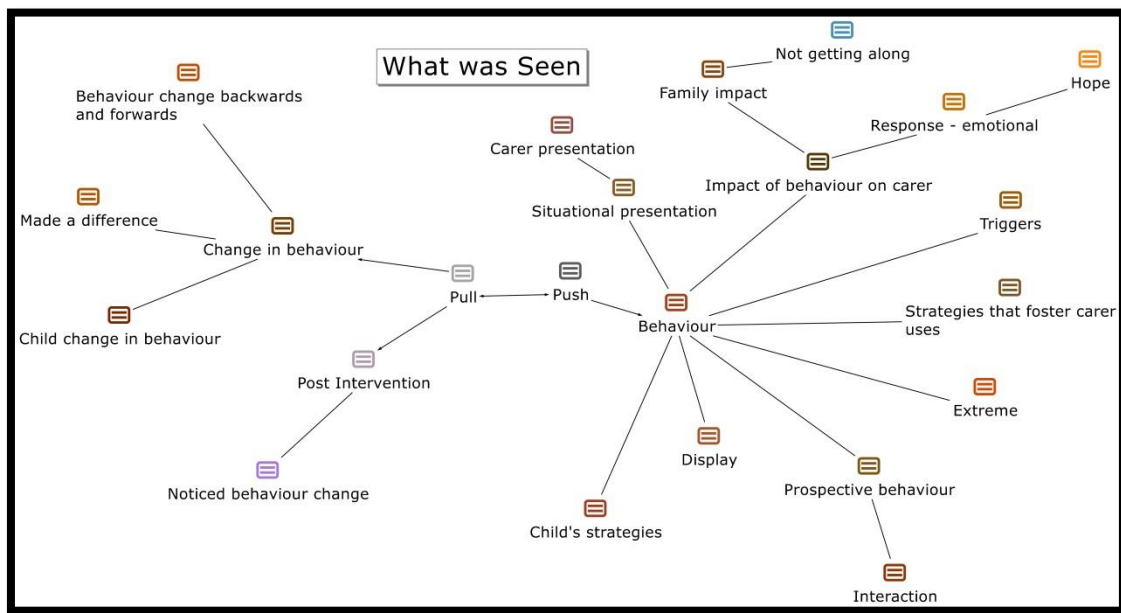 What was Seen
Not getting along
Behaviour change backwards
and forwards
Family impact
Hope
Response - emotional
Carer presentation
Impact of behaviour on carer
Made a difference
Situational presentation
Triggers
Change in behaviour
Pull
Push
Behaviour
Strategies that foster carer
uses
Child change in behaviour
Post Intervention
Extreme
Display
Noticed behaviour change
Prospective behaviour
Child's strategies
Interaction